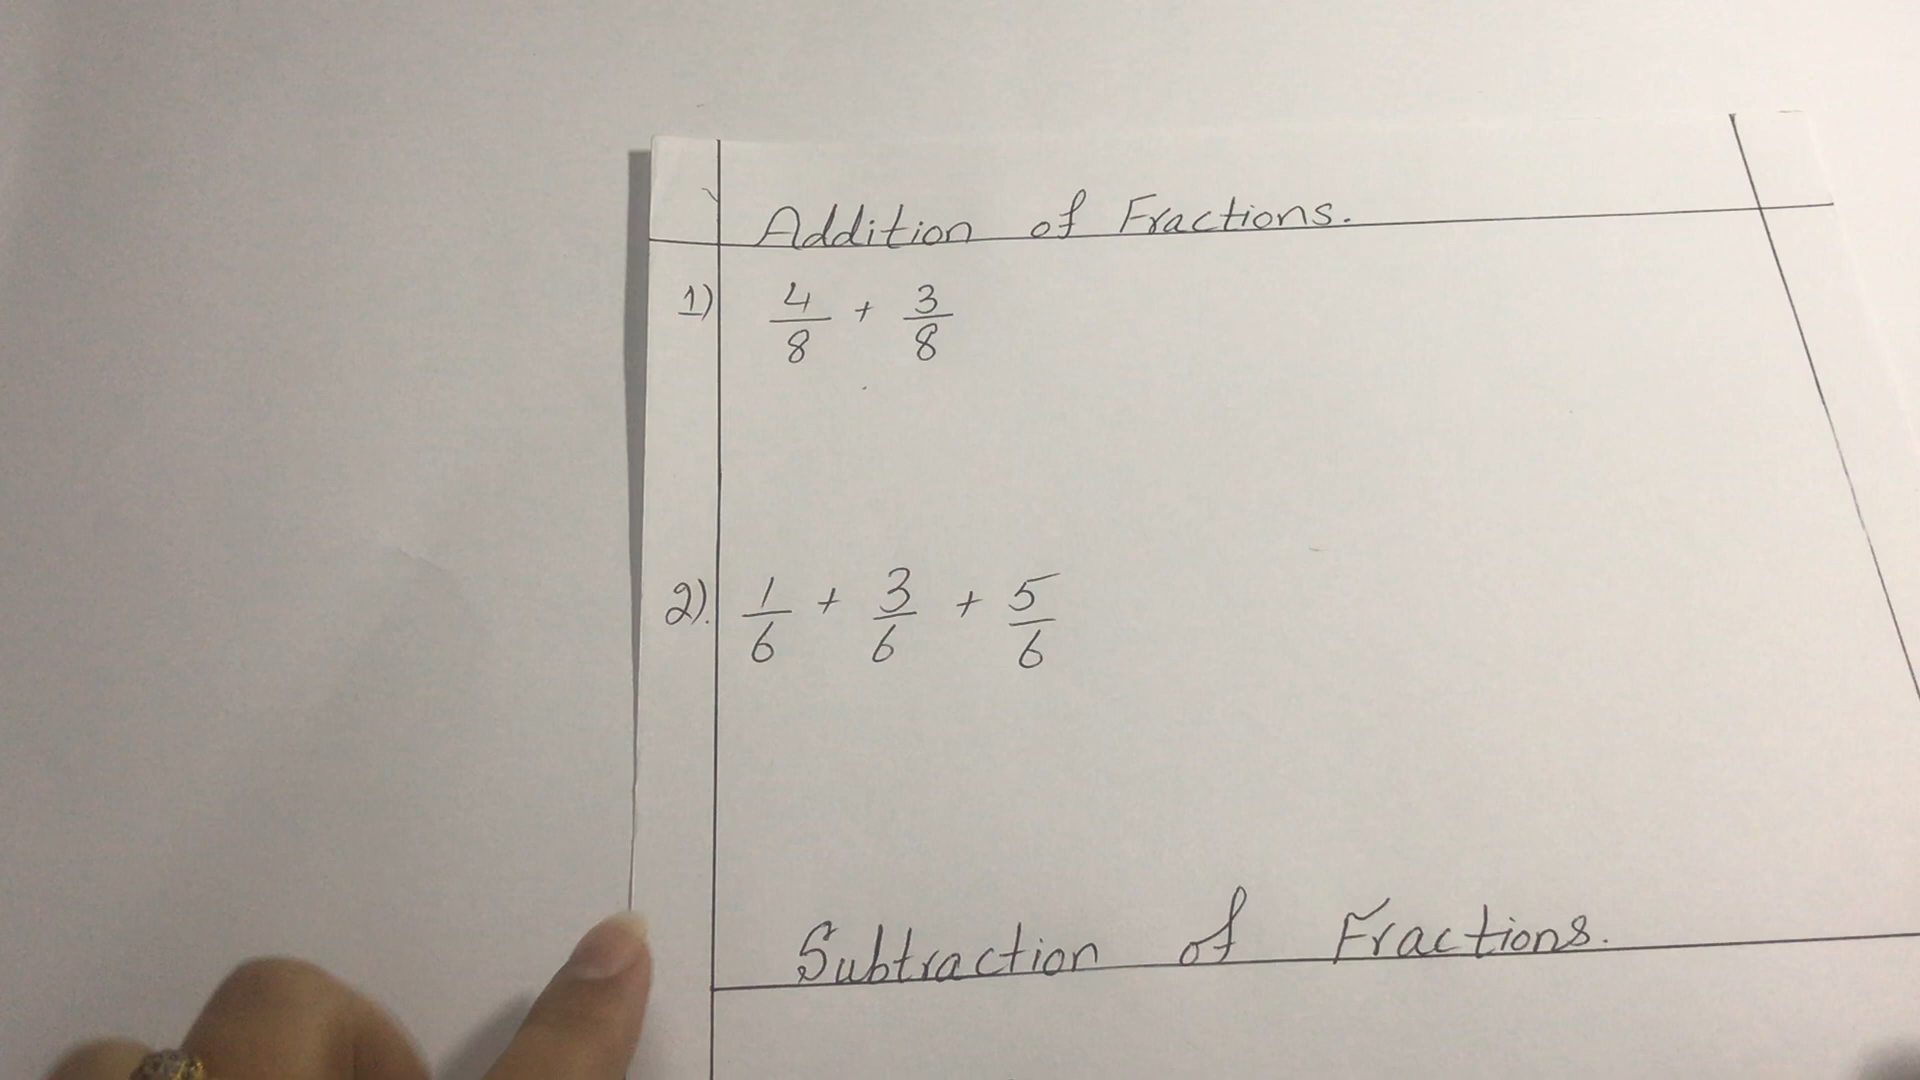 Addition of Fractions.
1) 4/8 + 3/8
2). 1/6 + 3/6 + 5/6
Subtraction of Fractions.